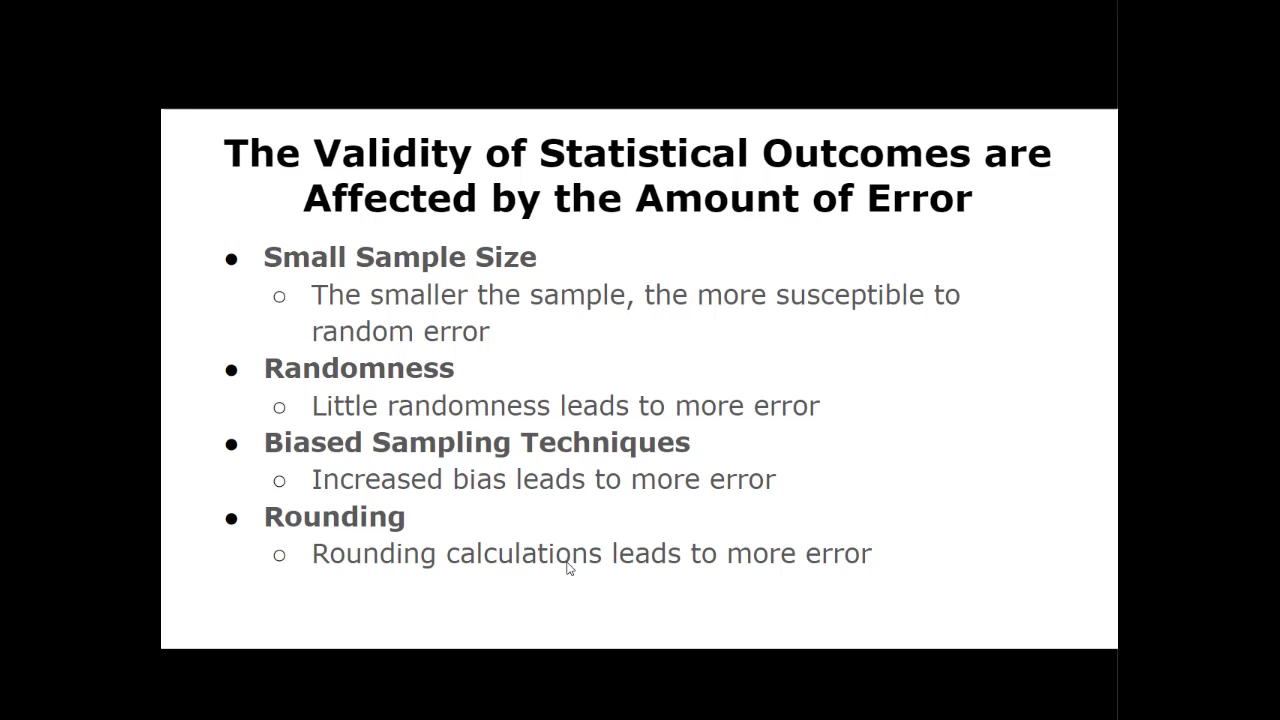 The Validity of Statistical Outcomes are
Affected by the Amount of Error
● Small Sample Size
○ The smaller the sample, the more susceptible to
random error
● Randomness
○ Little randomness leads to more error
● Biased Sampling Techniques
○ Increased bias leads to more error
● Rounding
○ Rounding calculations leads to more error